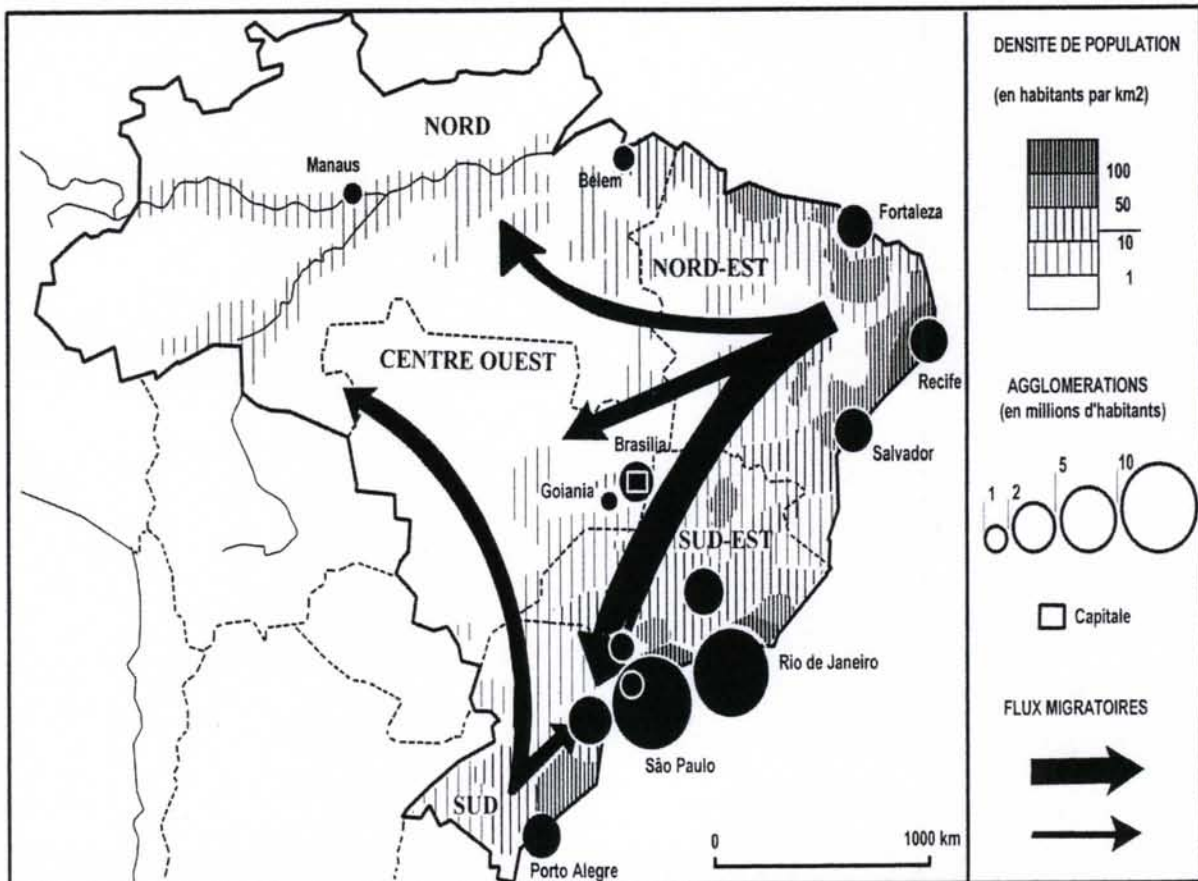 NORD
Manaus
Belem
Fortaleza
NORD-EST
CENTRE OUEST
Recife
Brasilia
Salvador
Goiania
SUD-EST
Rio de Janeiro
São Paulo
SUD
Porto Alegre
0 1000 km
DENSITE DE POPULATION
(en habitants par km2)
100
50
10
1
AGGLOMERATIONS
(en millions d'habitants)
1 2 5 10
Capitale
FLUX MIGRATOIRES